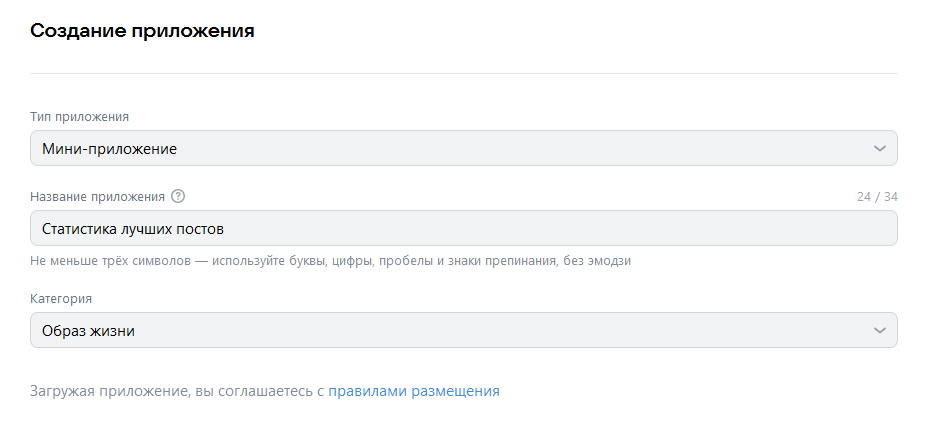 Создание приложения
Тип приложения
Мини-приложение
Название приложения
24 / 34
Статистика лучших постов
Не меньше трёх символов — используйте буквы, цифры, пробелы и знаки препинания, без эмодзи
Категория
Образ жизни
Загружая приложение, вы соглашаетесь с правилами размещения